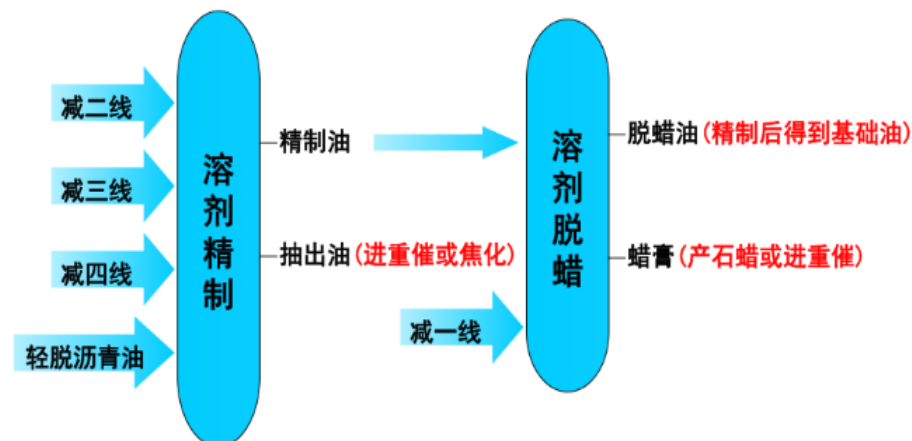 减二线
减三线
减四线
轻脱沥青油
溶剂精制
精制油
抽出油(进重催或焦化)
减一线
溶剂脱蜡
脱蜡油(精制后得到基础油)
蜡膏(产石蜡或进重催)